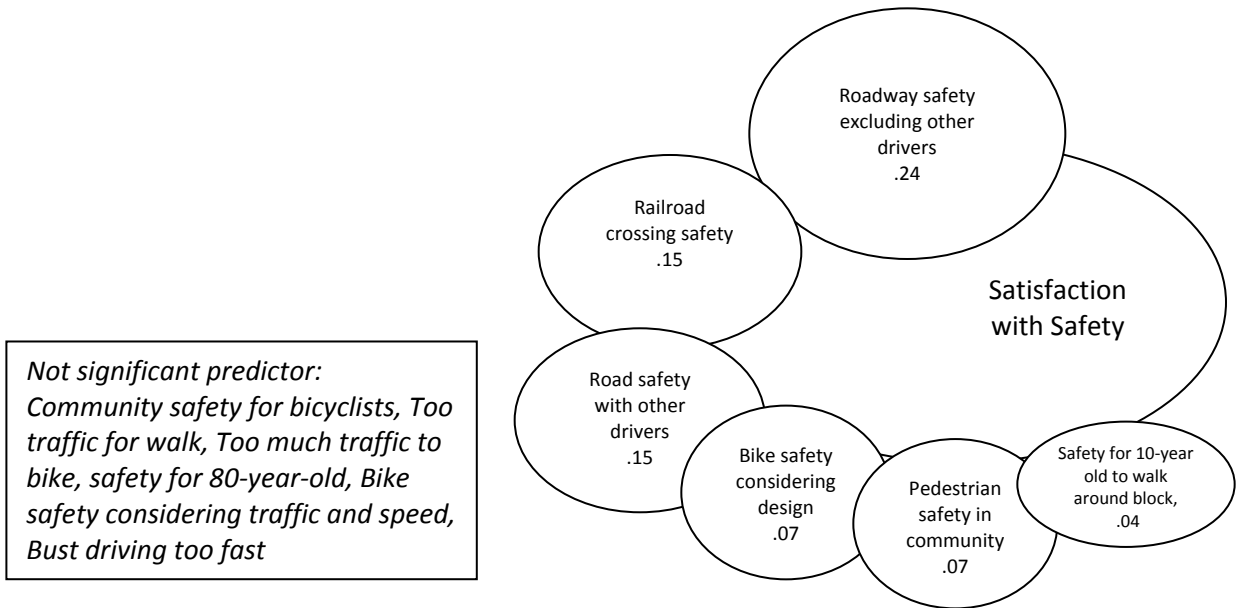 Roadway safety
excluding other
drivers
.24
Railroad
crossing safety
.15
Satisfaction
with Safety
Road safety
with other
drivers
.15
Bike safety
considering
design
.07
Pedestrian
safety in
community
.07
Safety for 10-year
old to walk
around block,
.04
Not significant predictor:
Community safety for bicyclists, Too
traffic for walk, Too much traffic to
bike, safety for 80-year-old, Bike
safety considering traffic and speed,
Bust driving too fast